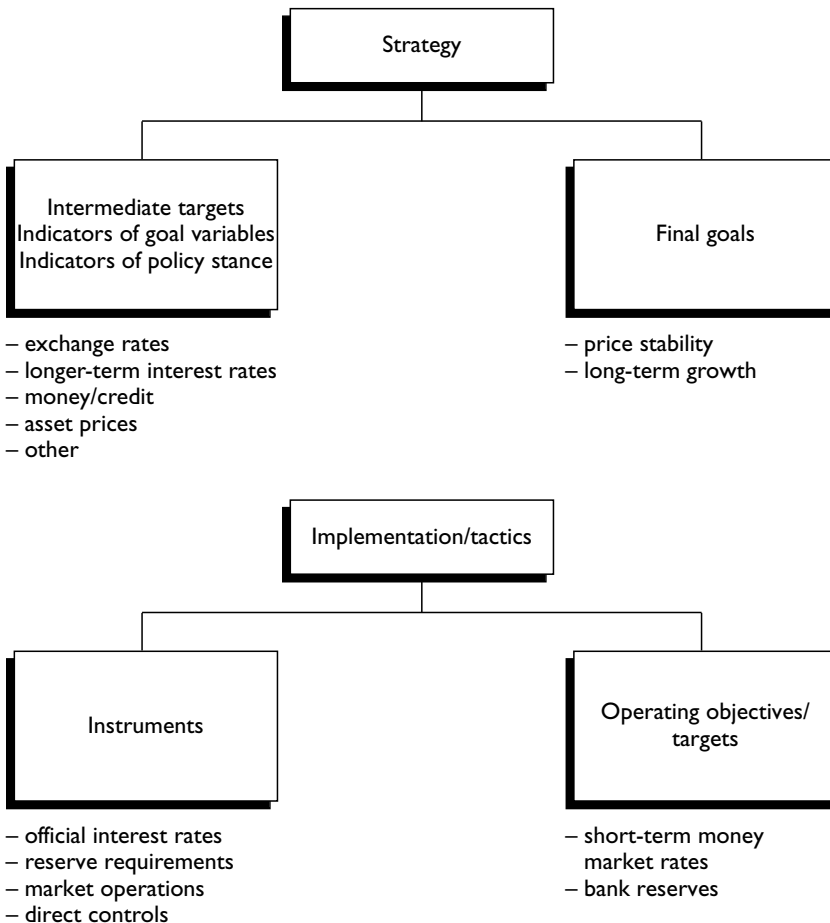 Strategy
Intermediate targets
Indicators of goal variables
Indicators of policy stance
Final goals
– exchange rates
– longer-term interest rates
– money/credit
– asset prices
– other
– price stability
– long-term growth
Implementation/tactics
Instruments
Operating objectives/
targets
– official interest rates
– reserve requirements
– market operations
– direct controls
– short-term money
market rates
– bank reserves